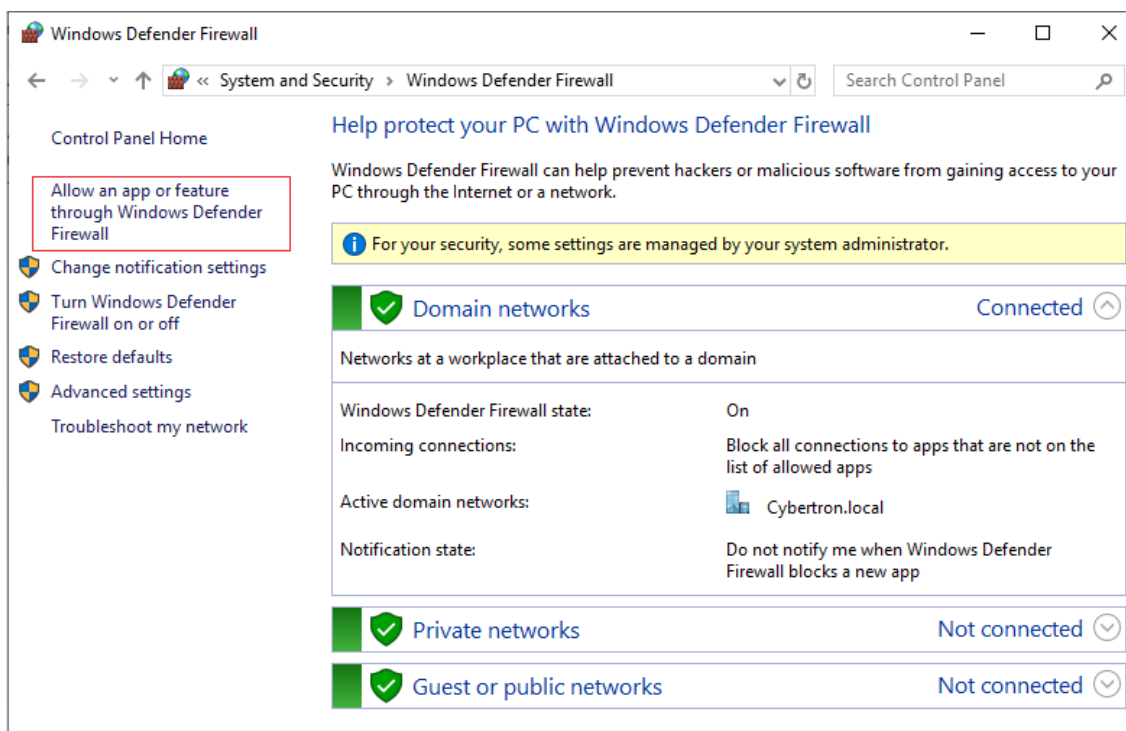 Windows Defender Firewall
« System and Security > Windows Defender Firewall
Search Control Panel
Control Panel Home
Allow an app or feature
through Windows Defender
Firewall
Change notification settings
Turn Windows Defender
Firewall on or off
Restore defaults
Advanced settings
Troubleshoot my network
Help protect your PC with Windows Defender Firewall
Windows Defender Firewall can help prevent hackers or malicious software from gaining access to your
PC through the Internet or a network.
For your security, some settings are managed by your system administrator.
Domain networks Connected
Networks at a workplace that are attached to a domain
Windows Defender Firewall state: On
Incoming connections: Block all connections to apps that are not on the
list of allowed apps
Active domain networks: Cybertron.local
Notification state: Do not notify me when Windows Defender
Firewall blocks a new app
Private networks Not connected
Guest or public networks Not connected